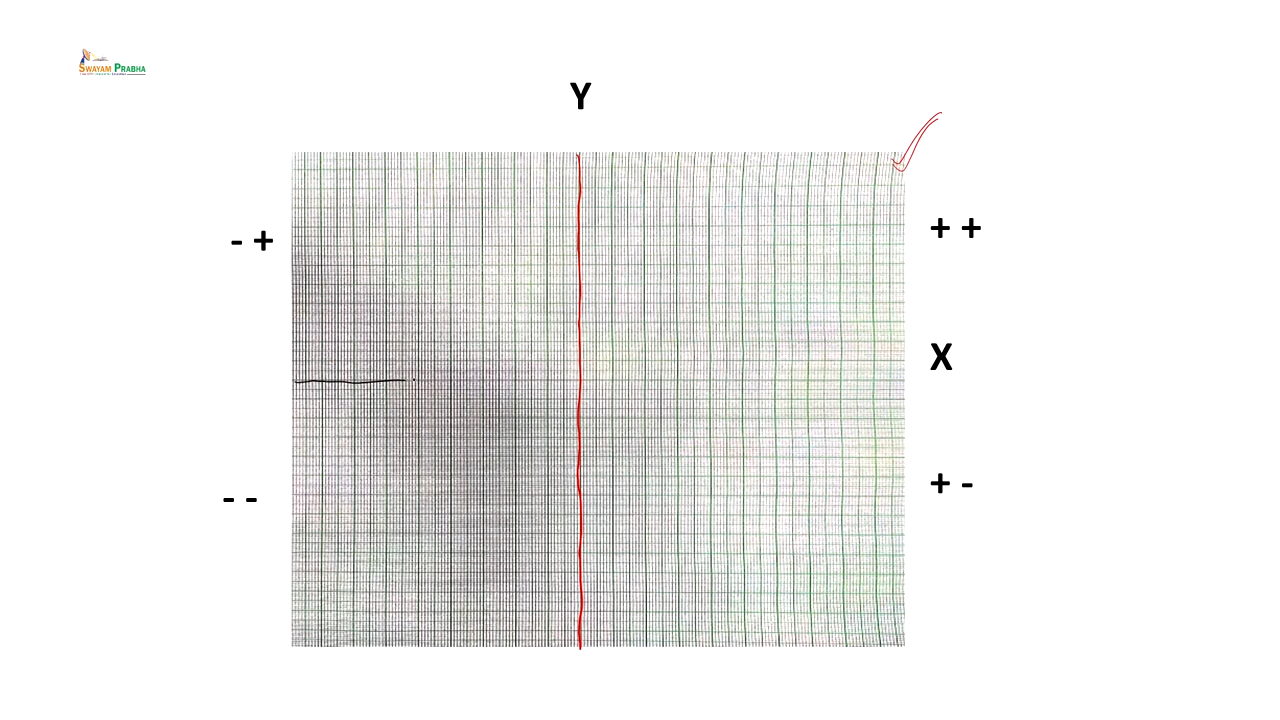 SWAYAM PRABHA
Y
- +
+ +
X
- -
+ -